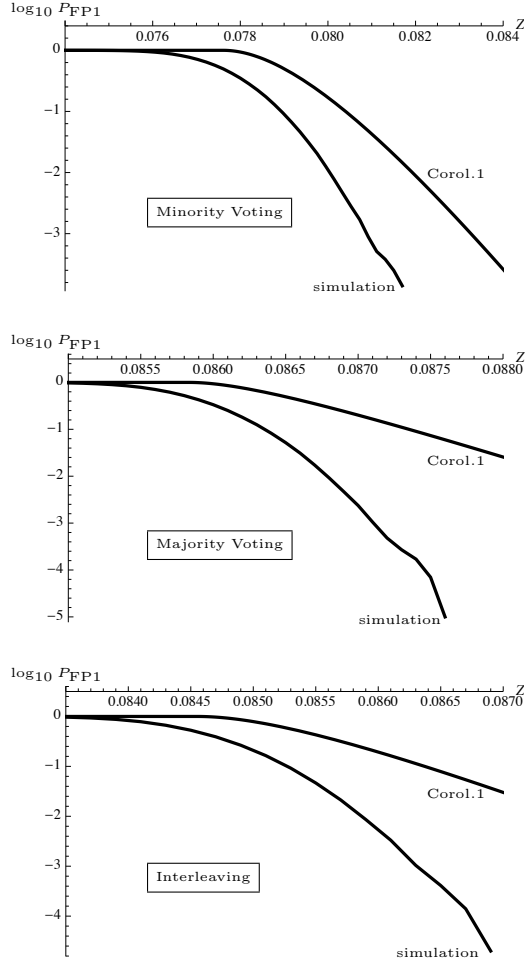 log10 PFP1
Z
0.076 0.078 0.080 0.082 0.084
0
−1
−2
−3
Corol.1
Minority Voting
simulation
log10 PFP1
Z
0.0855 0.0860 0.0865 0.0870 0.0875 0.0880
0
−1
−2
−3
−4
−5
Corol.1
Majority Voting
simulation
log10 PFP1
Z
0.0840 0.0845 0.0850 0.0855 0.0860 0.0865 0.0870
0
−1
−2
−3
−4
Corol.1
Interleaving
simulation